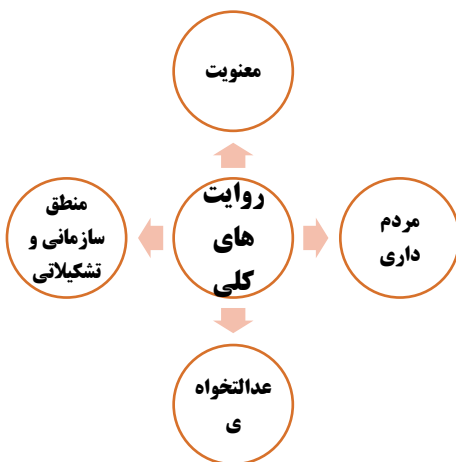 معنویت
روایت
های
کلی
مردم
داری
منطق
سازمانی و
تشکیلاتی
عدالتخواه
ی